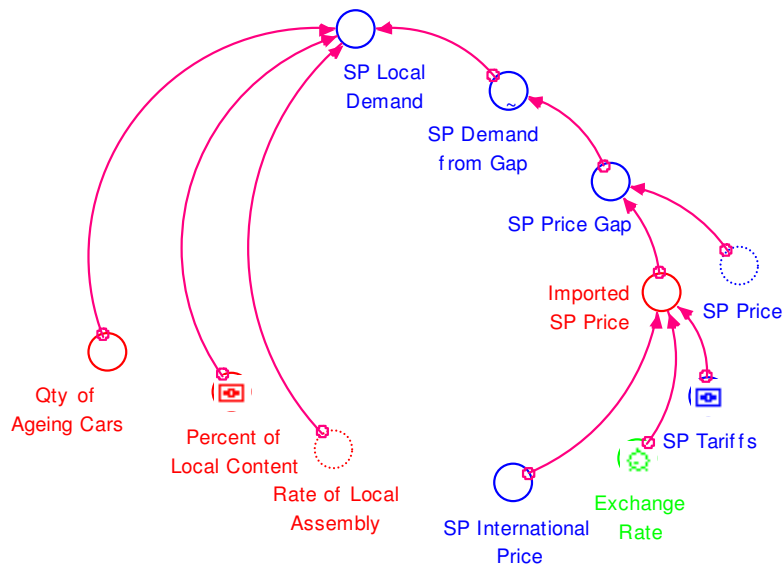 SP Local
Demand
SP Demand
from Gap
~
SP Price Gap
SP Price
Imported
SP Price
Qty of
Ageing Cars
Percent of
Local Content
Rate of Local
Assembly
SP Tariffs
Exchange
Rate
SP International
Price